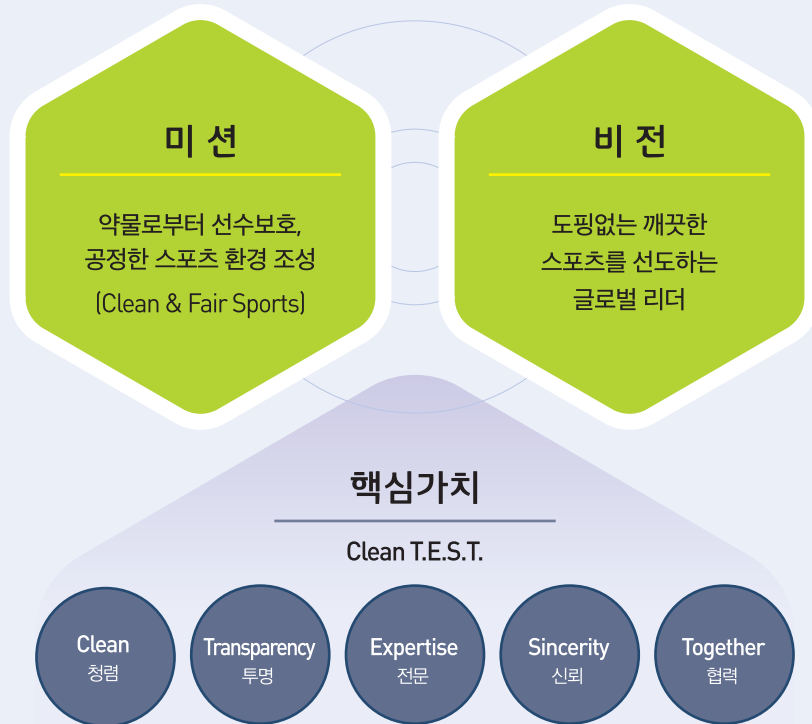 미 션
약물로부터 선수보호,
공정한 스포츠 환경 조성
(Clean & Fair Sports)
비 전
도핑없는 깨끗한
스포츠를 선도하는
글로벌 리더
핵심가치
Clean T.E.S.T.
Clean
청렴
Transparency
투명
Expertise
전문
Sincerity
신뢰
Together
협력